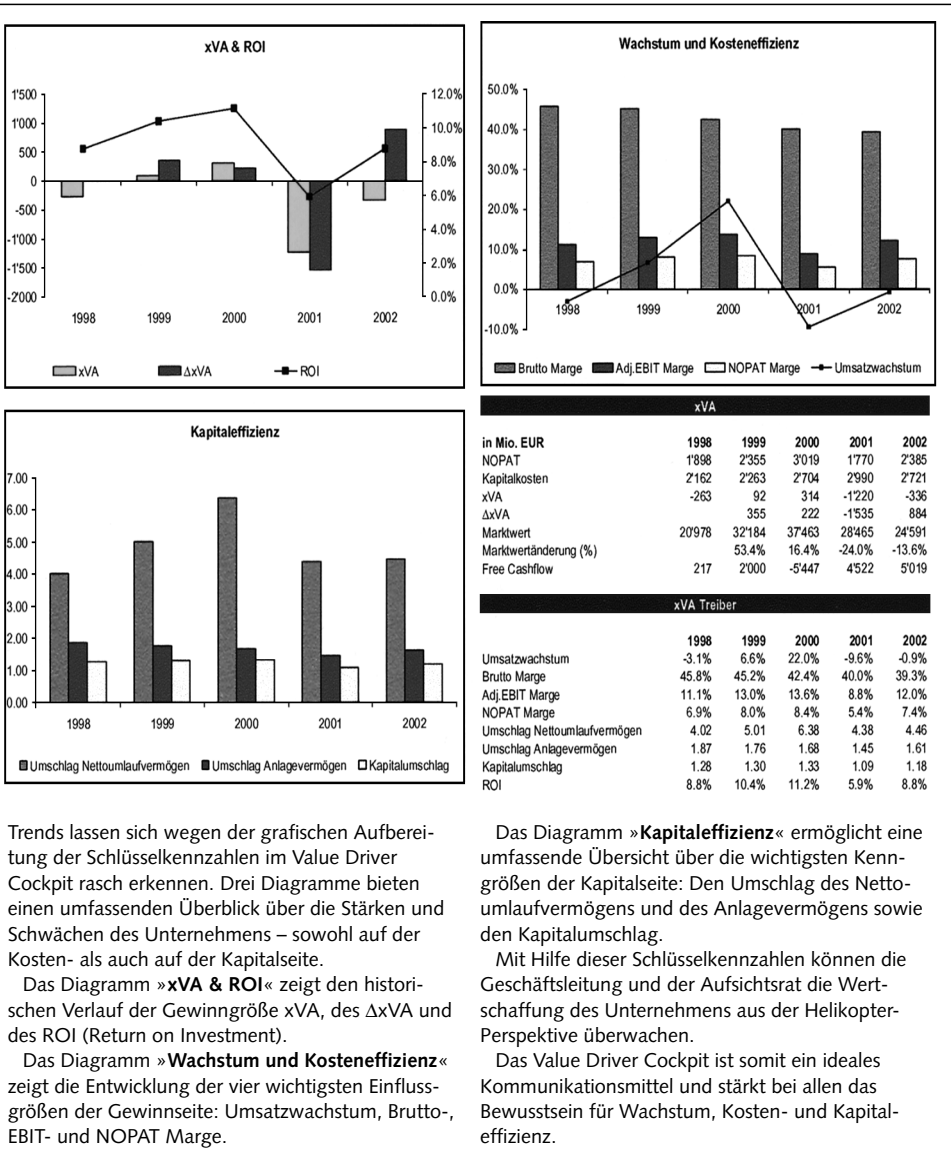 xVA & ROI
1'500
1'000
500
0
-500
-1'000
-1'500
-2'000
12.0%
10.0%
8.0%
6.0%
4.0%
2.0%
0.0%
1998 1999 2000 2001 2002
xVA ΔxVA ROI
Wachstum und Kosteneffizienz
50.0%
40.0%
30.0%
20.0%
10.0%
0.0%
-10.0%
1998 1999 2000 2001 2002
Brutto Marge Adj.EBIT Marge NOPAT Marge Umsatzwachstum
Kapitaleffizienz
7.00
6.00
5.00
4.00
3.00
2.00
1.00
0.00
1998 1999 2000 2001 2002
Umschlag Nettoumlaufvermögen Umschlag Anlagevermögen Kapitalumschlag
xVA
in Mio. EUR 1998 1999 2000 2001 2002
NOPAT 1'898 2'355 3'019 1'770 2'385
Kapitalkosten 2'162 2'263 2'704 2'990 2'721
xVA -263 92 314 -1'220 -336
ΔxVA 355 222 -1'535 884
Marktwert 20'978 32'184 37'463 28'465 24'591
Marktwertänderung (%) 53.4% 16.4% -24.0% -13.6%
Free Cashflow 217 2'000 -5'447 4'522 5'019
xVA Treiber
1998 1999 2000 2001 2002
Umsatzwachstum -3.1% 6.6% 22.0% -9.6% -0.9%
Brutto Marge 45.8% 45.2% 42.4% 40.0% 39.3%
Adj.EBIT Marge 11.1% 13.0% 13.6% 8.8% 12.0%
NOPAT Marge 6.9% 8.0% 8.4% 5.4% 7.4%
Umschlag Nettoumlaufvermögen 4.02 5.01 6.38 4.38 4.46
Umschlag Anlagevermögen 1.87 1.76 1.68 1.45 1.61
Kapitalumschlag 1.28 1.30 1.33 1.09 1.18
ROI 8.8% 10.4% 11.2% 5.9% 8.8%
Trends lassen sich wegen der grafischen Aufberei-
tung der Schlüsselkennzahlen im Value Driver
Cockpit rasch erkennen. Drei Diagramme bieten
einen umfassenden Überblick über die Stärken und
Schwächen des Unternehmens – sowohl auf der
Kosten- als auch auf der Kapitalseite.
Das Diagramm »xVA & ROI« zeigt den histori-
schen Verlauf der Gewinngröße xVA, des ΔxVA und
des ROI (Return on Investment).
Das Diagramm »Wachstum und Kosteneffizienz«
zeigt die Entwicklung der vier wichtigsten Einfluss-
größen der Gewinnseite: Umsatzwachstum, Brutto-,
EBIT- und NOPAT Marge.
Das Diagramm »Kapitaleffizienz« ermöglicht eine
umfassende Übersicht über die wichtigsten Kenn-
größen der Kapitalseite: Den Umschlag des Netto-
umlaufvermögens und des Anlagevermögens sowie
den Kapitalumschlag.
Mit Hilfe dieser Schlüsselkennzahlen können die
Geschäftsleitung und der Aufsichtsrat die Wert-
schaffung des Unternehmens aus der Helikopter-
Perspektive überwachen.
Das Value Driver Cockpit ist somit ein ideales
Kommunikationsmittel und stärkt bei allen das
Bewusstsein für Wachstum, Kosten- und Kapital-
effizienz.